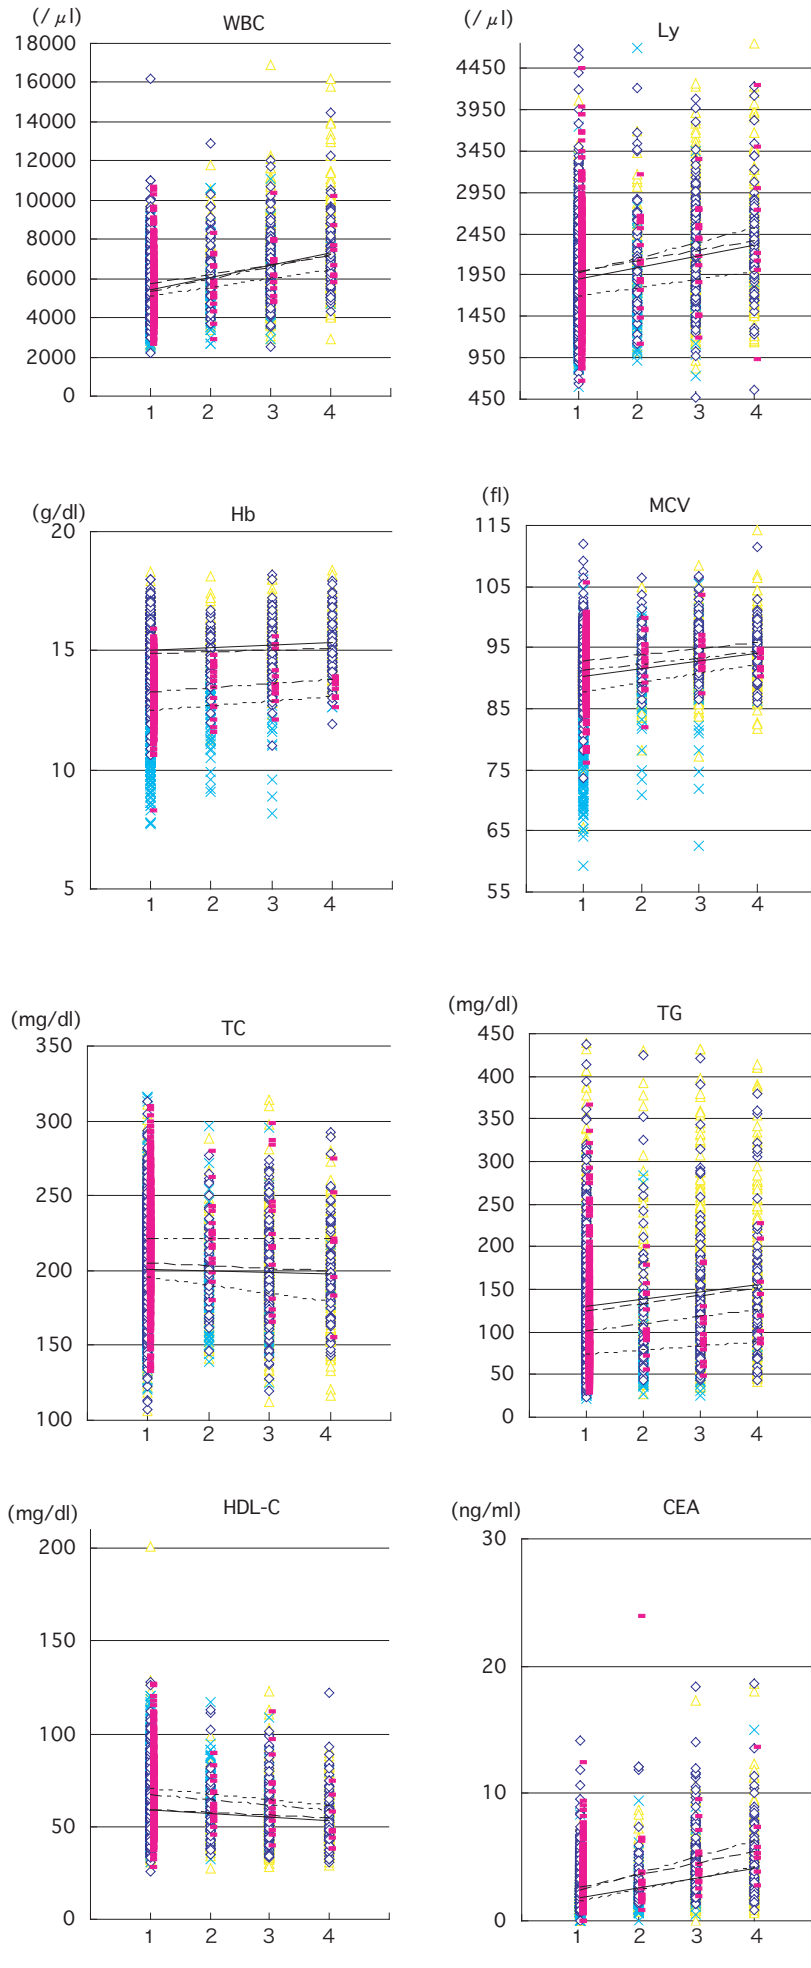 (/ μl)
WBC
18000
16000
14000
12000
10000
8000
6000
4000
2000
0
1 2 3 4
(/ μl)
Ly
4450
3950
3450
2950
2450
1950
1450
950
450
1 2 3 4
(g/dl)
Hb
20
15
10
5
1 2 3 4
(fl)
MCV
115
105
95
85
75
65
55
1 2 3 4
(mg/dl)
TC
350
300
250
200
150
100
1 2 3 4
(mg/dl)
TG
450
400
350
300
250
200
150
100
50
0
1 2 3 4
(mg/dl)
HDL-C
200
150
100
50
0
1 2 3 4
(ng/ml)
CEA
30
20
10
0
1 2 3 4